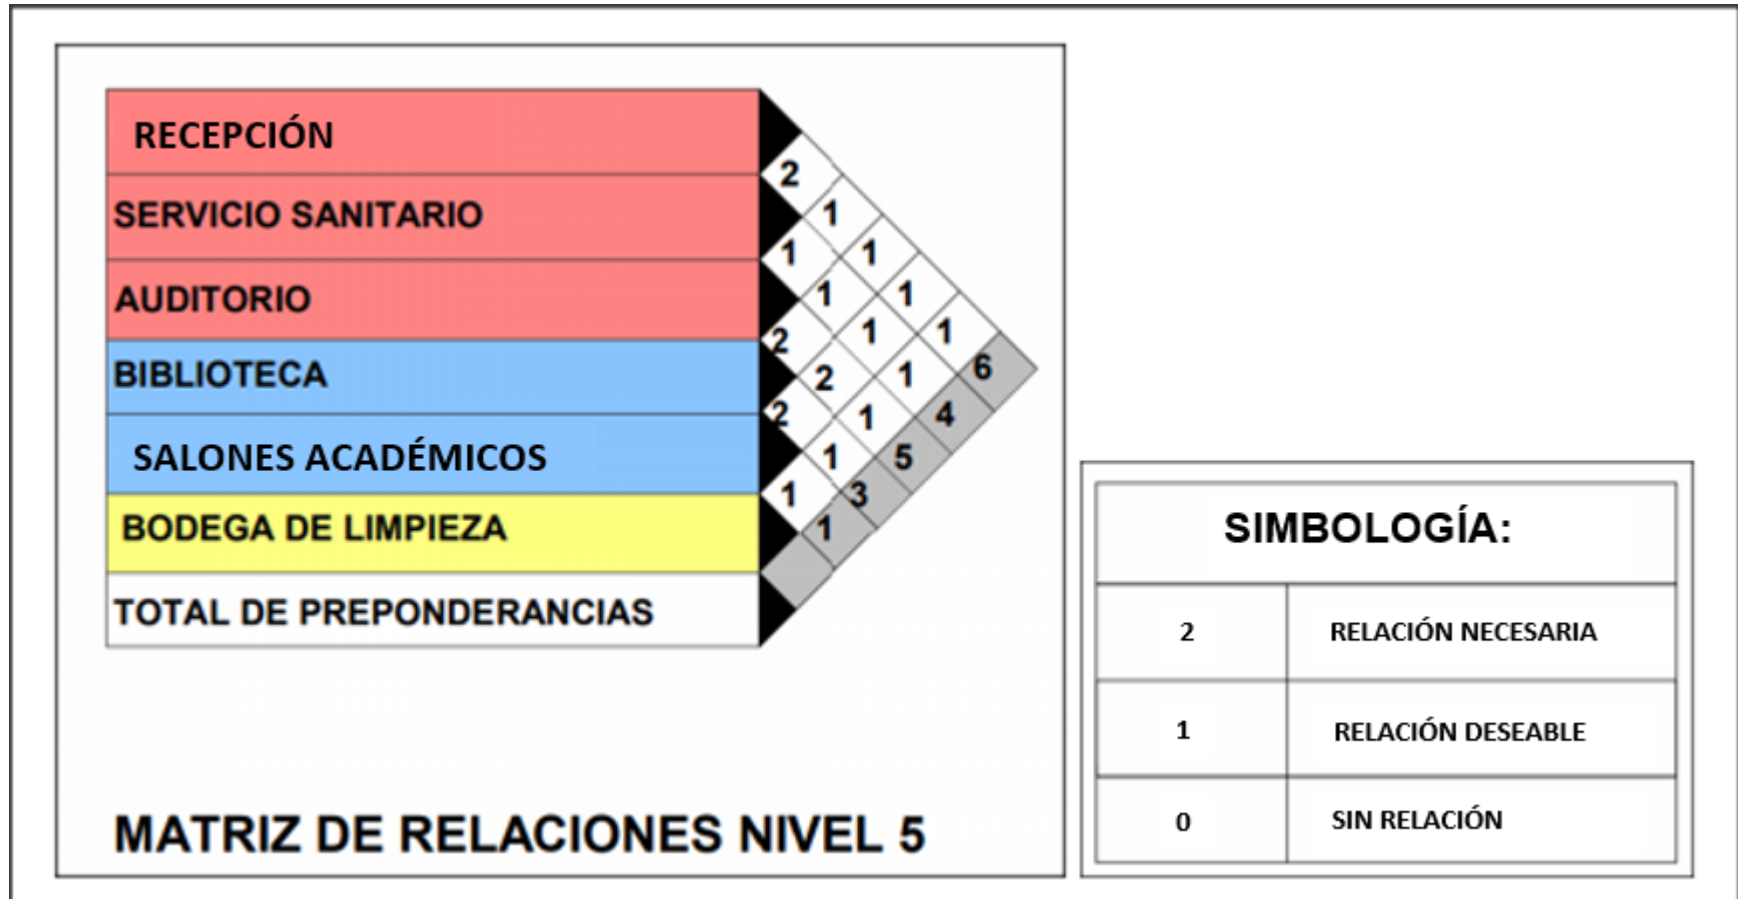 RECEPCIÓN
SERVICIO SANITARIO
AUDITORIO
BIBLIOTECA
SALONES ACADÉMICOS
BODEGA DE LIMPIEZA
TOTAL DE PREPONDERANCIAS
2
1
1 1
1 1
2 1 1
2 1 6
2 1 4
1 5
1 3
1
MATRIZ DE RELACIONES NIVEL 5
SIMBOLOGÍA:
2 RELACIÓN NECESARIA
1 RELACIÓN DESEABLE
0 SIN RELACIÓN